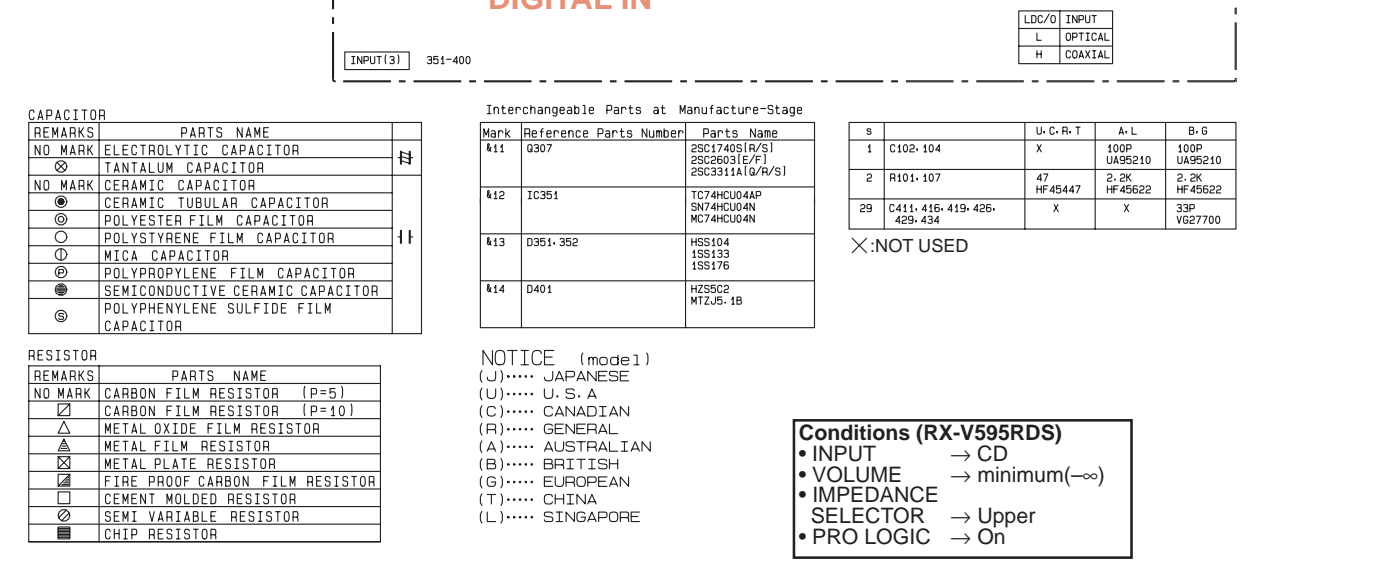 DIGITAL IN
LDC/O INPUT
L OPTICAL
H COAXIAL
INPUT(3) 351-400
CAPACITOR
REMARKS PARTS NAME
NO MARK ELECTROLYTIC CAPACITOR
TANTALUM CAPACITOR
NO MARK CERAMIC CAPACITOR
CERAMIC TUBULAR CAPACITOR
POLYESTER FILM CAPACITOR
POLYSTYRENE FILM CAPACITOR
MICA CAPACITOR
Ⓟ POLYPROPYLENE FILM CAPACITOR
SEMICONDUCTIVE CERAMIC CAPACITOR
Ⓢ POLYPHENYLENE SULFIDE FILM
CAPACITOR
Interchangeable Parts at Manufacture-Stage
Mark Reference Parts Number Parts Name
&11 Q307 2SC1740S[R/S]
2SC2603[E/F]
2SC3311A[Q/R/S]
&12 IC351 TC74HCU04AP
SN74HCU04N
MC74HCU04N
&13 D351, 352 HSS104
1SS133
1SS176
&14 D401 HZS5C2
MTZJ5.1B
s U.C.R.T A.L B.G
1 C102,104 X 100P 100P
UA95210 UA95210
2 R101,107 47 2.2K 2.2K
HF45447 HF45622 HF45622
29 C411,416,419,426, X X 33P
429,434 VG27700
X:NOT USED
RESISTOR
REMARKS PARTS NAME
NO MARK CARBON FILM RESISTOR (P=5)
CARBON FILM RESISTOR (P=10)
METAL OXIDE FILM RESISTOR
METAL FILM RESISTOR
METAL PLATE RESISTOR
FIRE PROOF CARBON FILM RESISTOR
CEMENT MOLDED RESISTOR
SEMI VARIABLE RESISTOR
CHIP RESISTOR
NOTICE (model)
(J)····· JAPANESE
(U)····· U.S.A
(C)····· CANADIAN
(R)····· GENERAL
(A)····· AUSTRALIAN
(B)····· BRITISH
(G)····· EUROPEAN
(T)····· CHINA
(L)····· SINGAPORE
Conditions (RX-V595RDS)
• INPUT → CD
• VOLUME → minimum(–∞)
• IMPEDANCE
SELECTOR → Upper
• PRO LOGIC → On